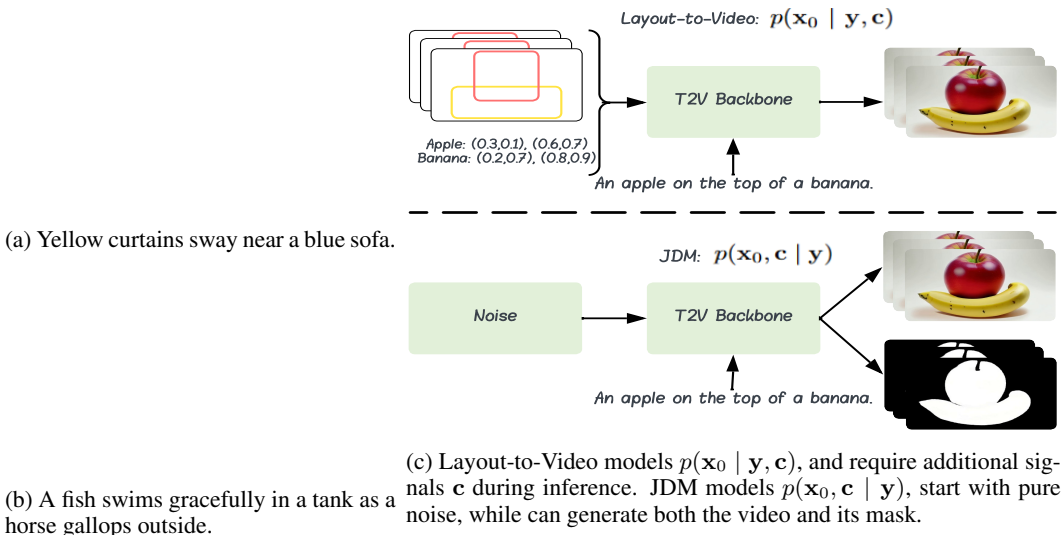 Layout-to-Video: p(x₀ | y, c)
T2V Backbone
Apple: (0.3,0.1), (0.6,0.7)
Banana: (0.2,0.7), (0.8,0.9)
An apple on the top of a banana.
(a) Yellow curtains sway near a blue sofa.
JDM: p(x₀, c | y)
Noise
T2V Backbone
An apple on the top of a banana.
(b) A fish swims gracefully in a tank as a
horse gallops outside.
(c) Layout-to-Video models p(x₀ | y, c), and require additional sig-
nals c during inference. JDM models p(x₀, c | y), start with pure
noise, while can generate both the video and its mask.